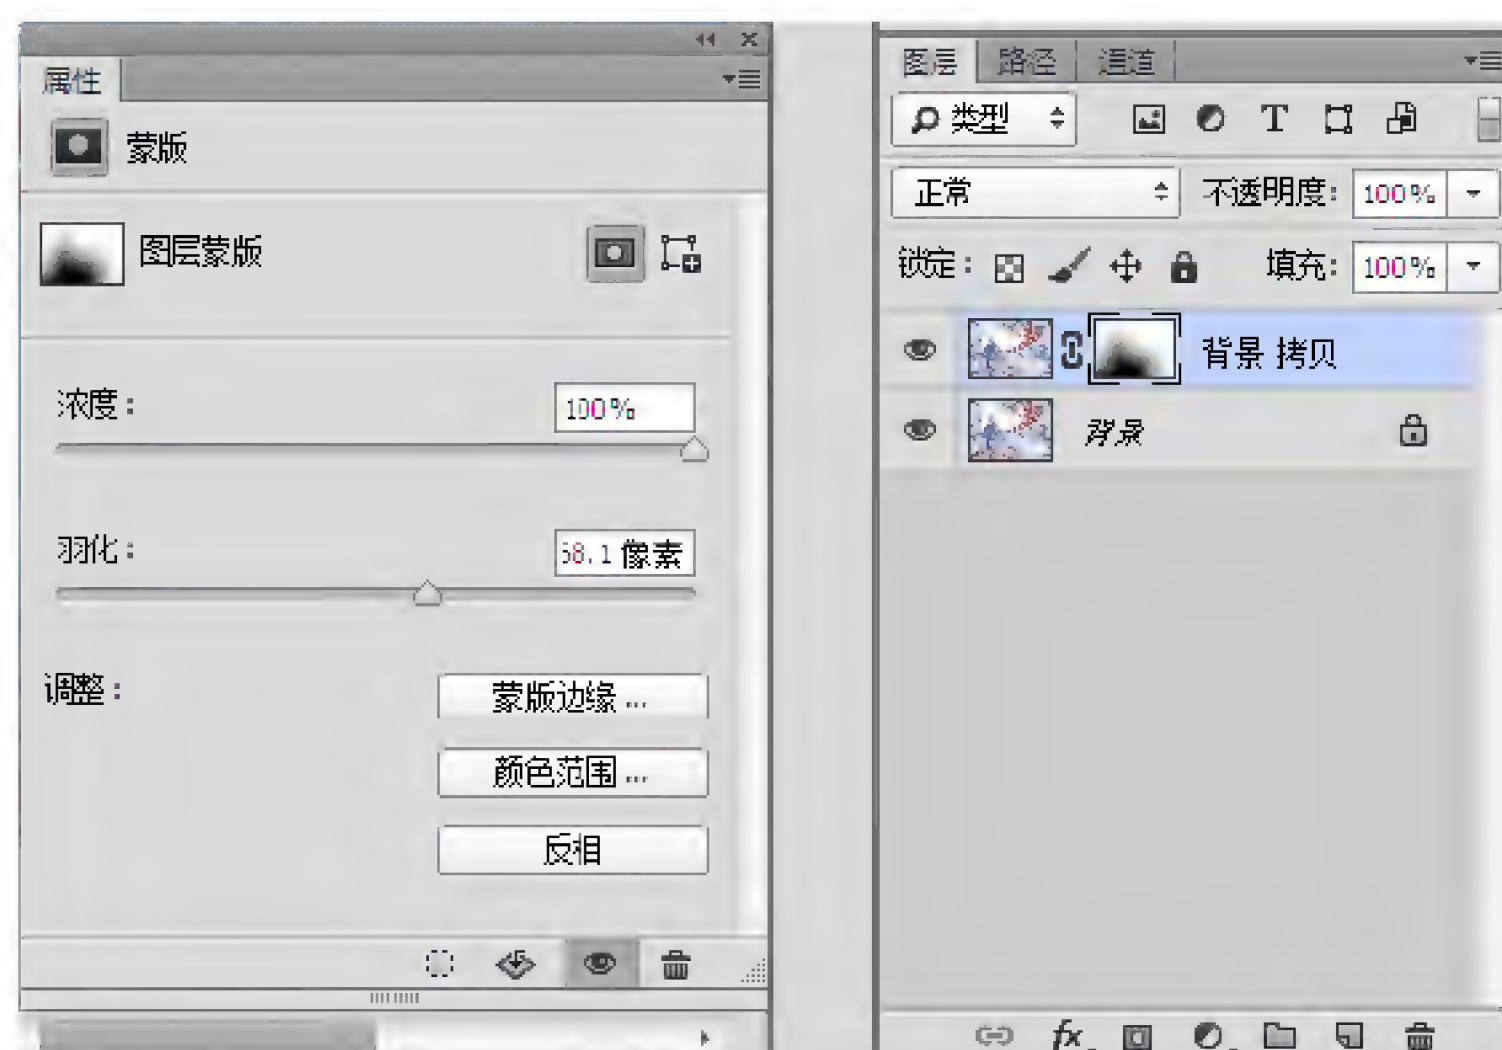 属性
蒙版
图层蒙版
浓度：
100%
羽化：
58.1 像素
调整：
蒙版边缘...
颜色范围...
反相
图层 路径 通道
类型 T
正常 不透明度： 100%
锁定： 填充： 100%
背景 拷贝
背景
fx